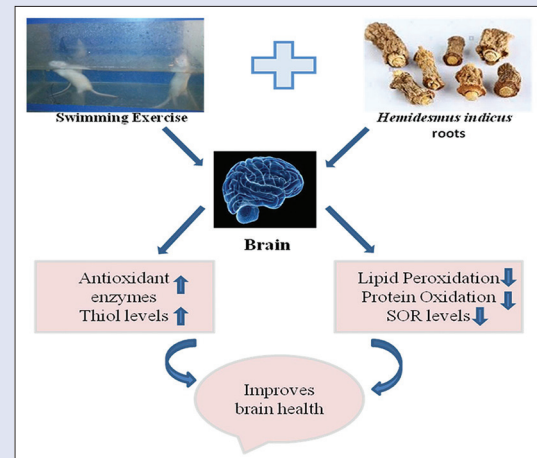 Swimming Exercise
Hemidesmus indicus
roots
Brain
Antioxidant
enzymes
Thiol levels
Lipid Peroxidation
Protein Oxidation
SOR levels
Improves
brain health